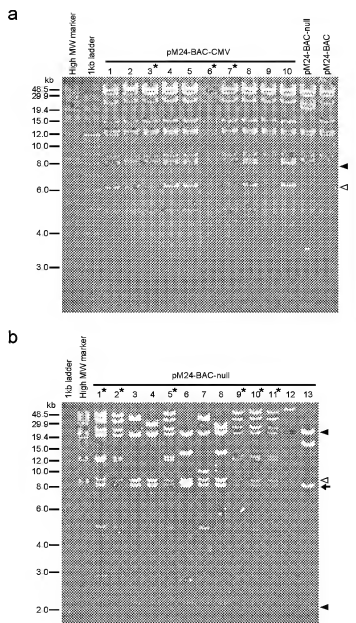 a
pM24-BAC-CMV
High MW marker
1kb ladder
1 2 3* 4 5 6* 7* 8 9 10
pM24-BAC-null
pM24-BAC
kb
48.5
29.9
19.4
15.0
12.0
8.0
6.0
4.0
3.0
b
pM24-BAC-null
1kb ladder
High MW marker
1* 2* 3 4 5* 6 7 8 9* 10* 11* 12 13
kb
48.5
29.9
19.4
15.0
12.0
8.0
6.0
4.0
3.0
2.0